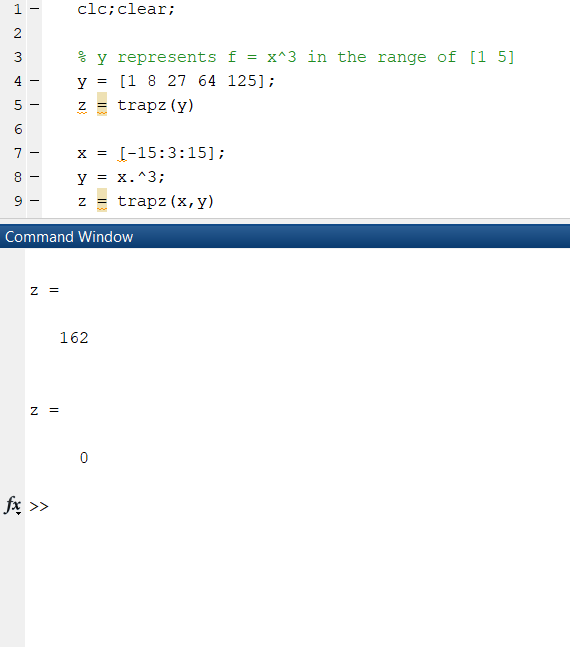 1 – clc;clear;
2
3 % y represents f = x^3 in the range of [1 5]
4 – y = [1 8 27 64 125];
5 – z = trapz(y)
6
7 – x = [-15:3:15];
8 – y = x.^3;
9 – z = trapz(x,y)
Command Window
z =
162
z =
0
fx >>